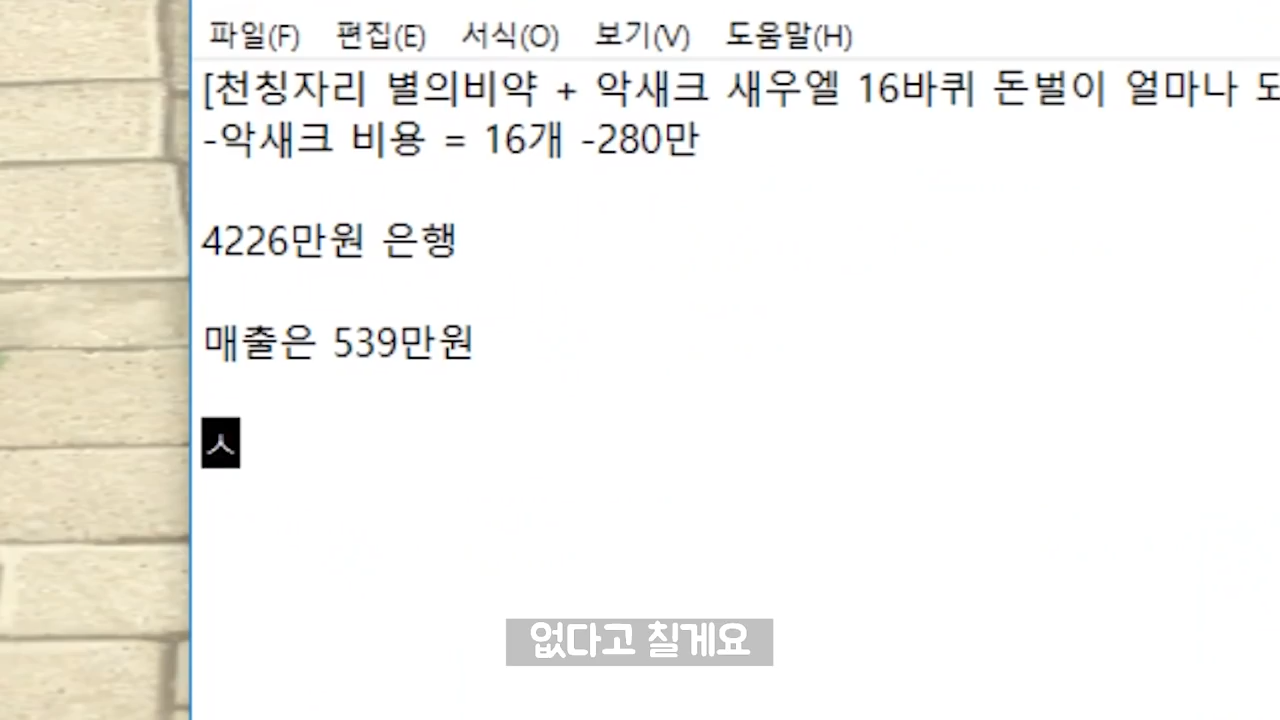 파일(F) 편집(E) 서식(O) 보기(V) 도움말(H)
[천칭자리 별의비약 + 악새크 새우엘 16바퀴 돈벌이 얼마나
-악새크 비용 = 16개 -280만
4226만원 은행
매출은 539만원
ㅅ
없다고 칠게요